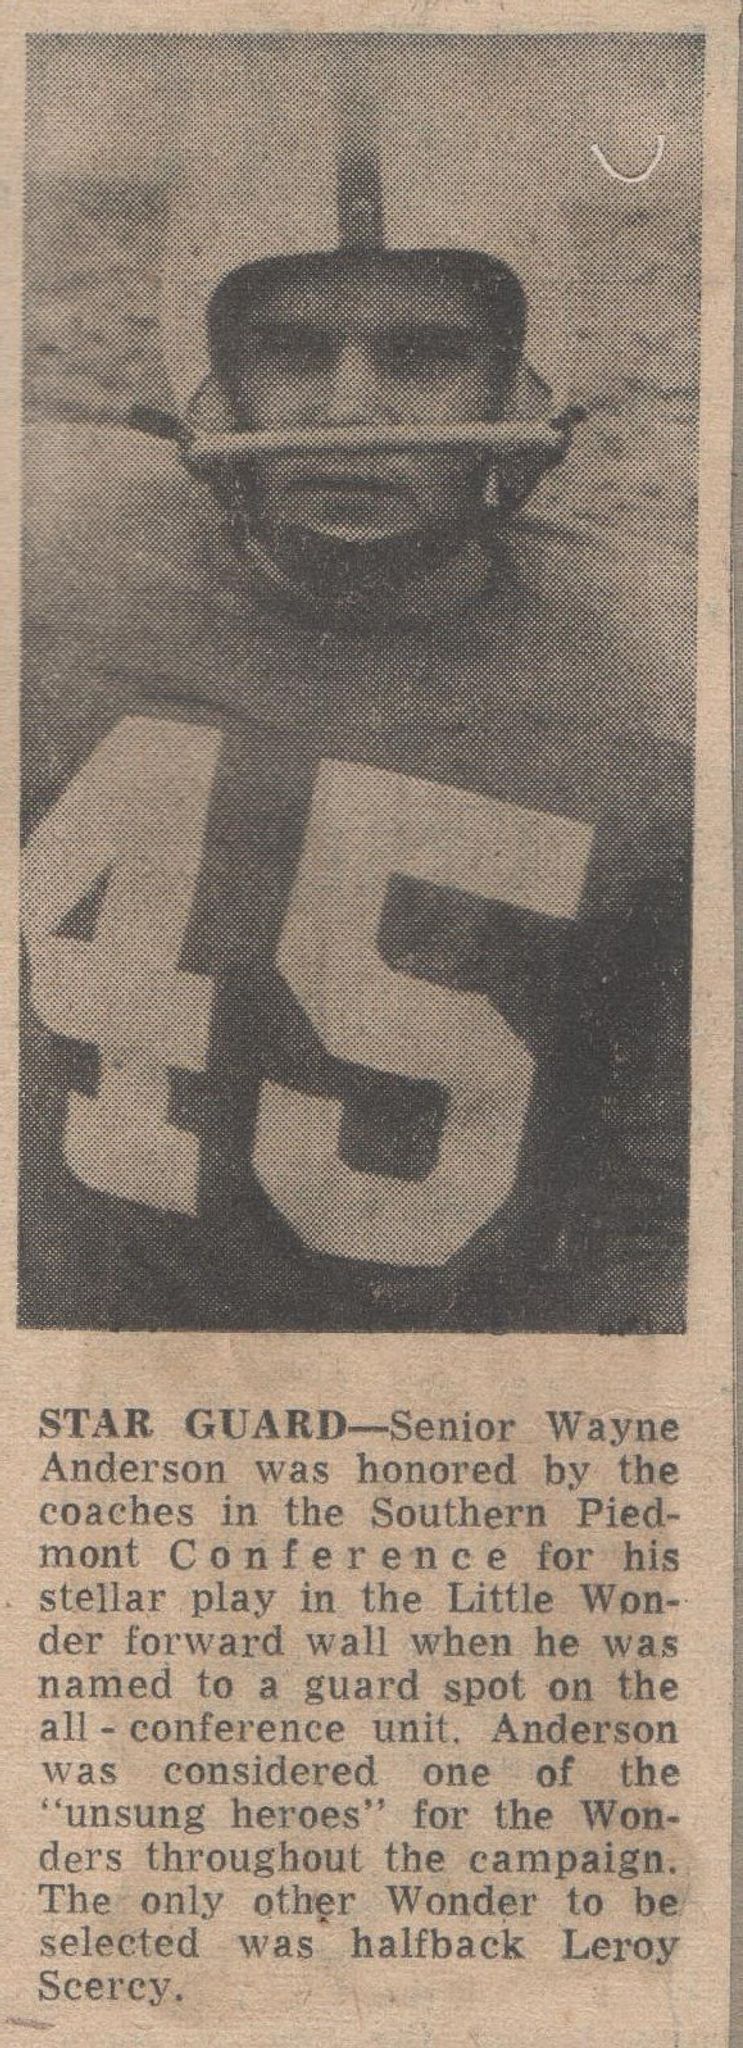 45
STAR GUARD—Senior Wayne
Anderson was honored by the
coaches in the Southern Pied-
mont Conference for his
stellar play in the Little Won-
der forward wall when he was
named to a guard spot on the
all - conference unit. Anderson
was considered one of the
“unsung heroes” for the Won-
ders throughout the campaign.
The only other Wonder to be
selected was halfback Leroy
Scercy.